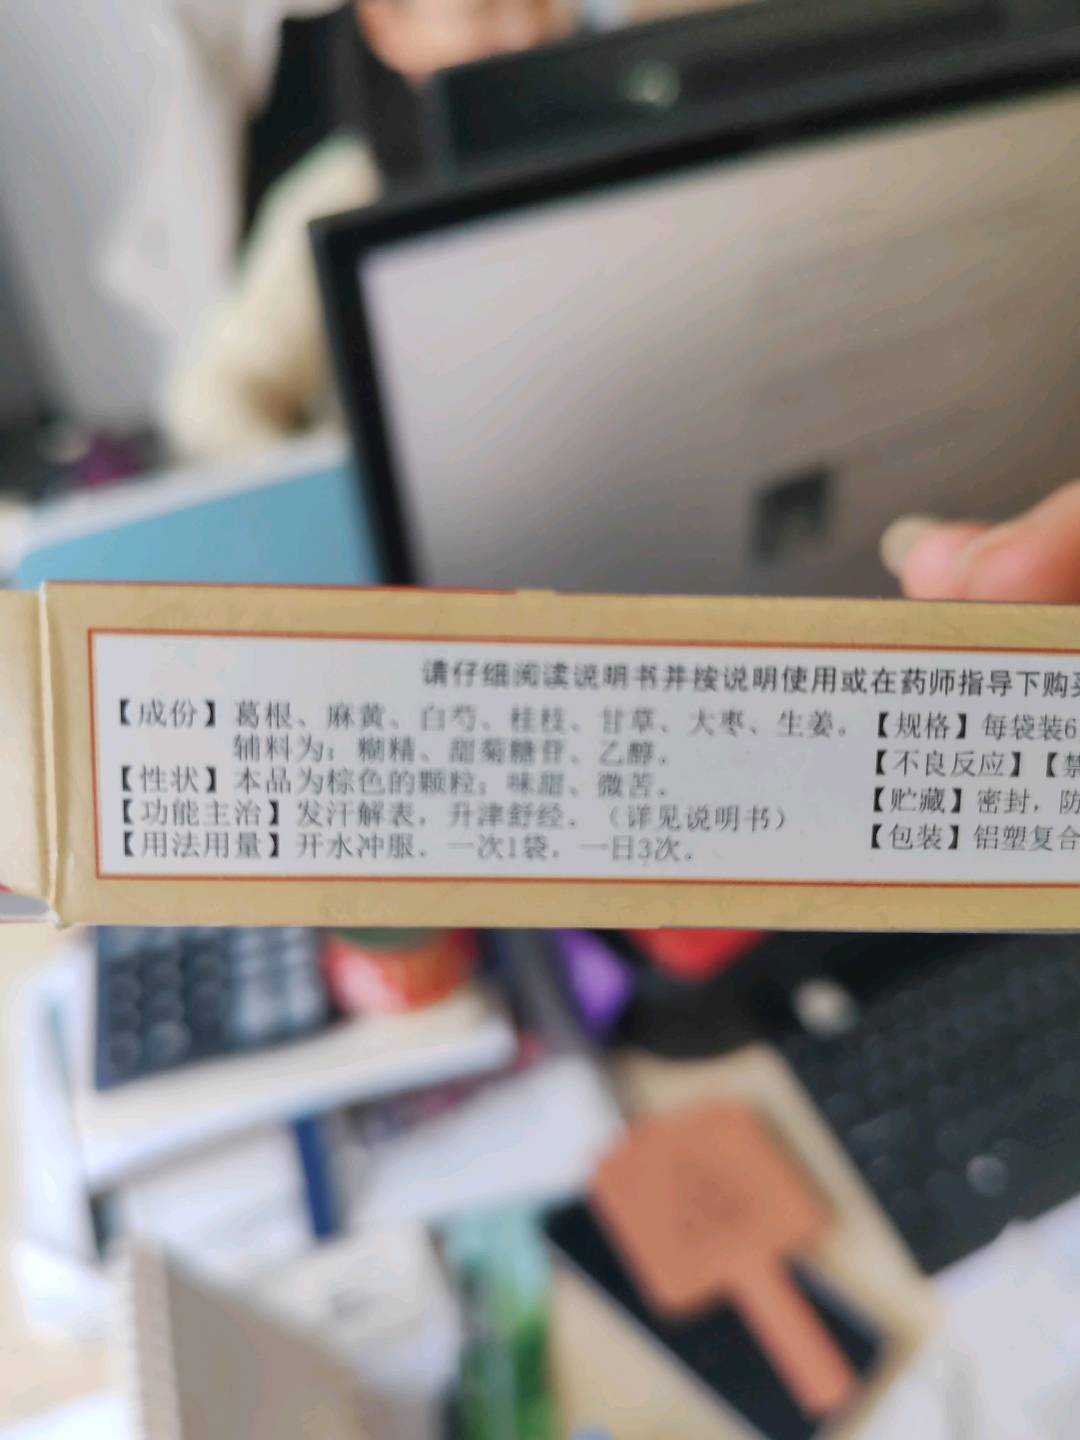 请仔细阅读说明书并按说明使用或在药师指导下购买
【成份】葛根、麻黄、白芍、桂枝、甘草、大枣、生姜。
辅料为：糊精、甜菊糖苷、乙醇。
【性状】本品为棕色的颗粒；味甜、微苦。
【功能主治】发汗解表，升津舒经。（详见说明书）
【用法用量】开水冲服。一次1袋，一日3次。
【规格】每袋装6
【不良反应】【禁
【贮藏】密封，防
【包装】铝塑复合